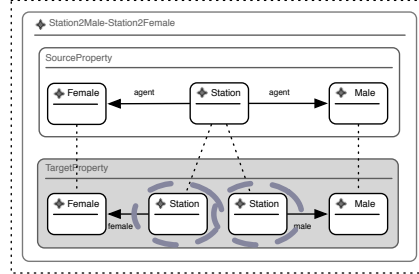 Station2Male-Station2Female
SourceProperty
Female
agent
Station
agent
Male
TargetProperty
Female
female
Station
Station
male
Male